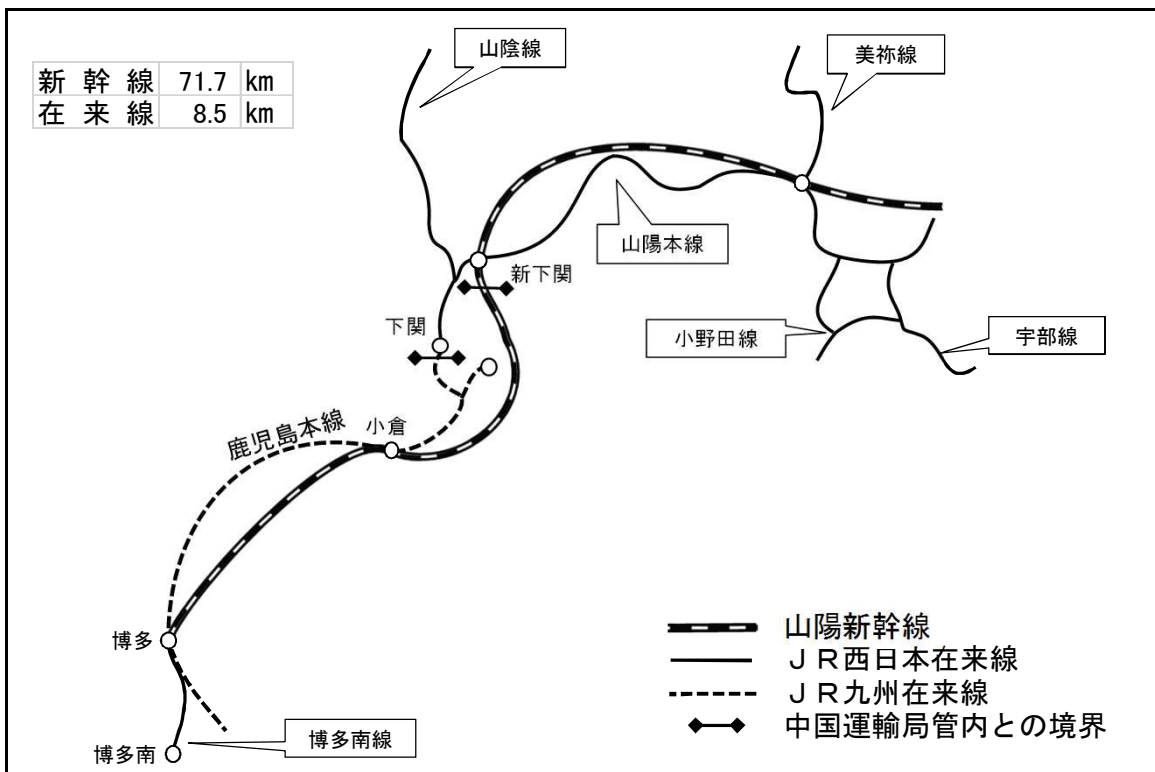 山陰線
美祢線
新幹線 71.7 km
在来線 8.5 km
山陽本線
新下関
下関
小野田線
宇部線
鹿児島本線
小倉
博多
山陽新幹線
ＪＲ西日本在来線
ＪＲ九州在来線
中国運輸局管内との境界
博多南線
博多南